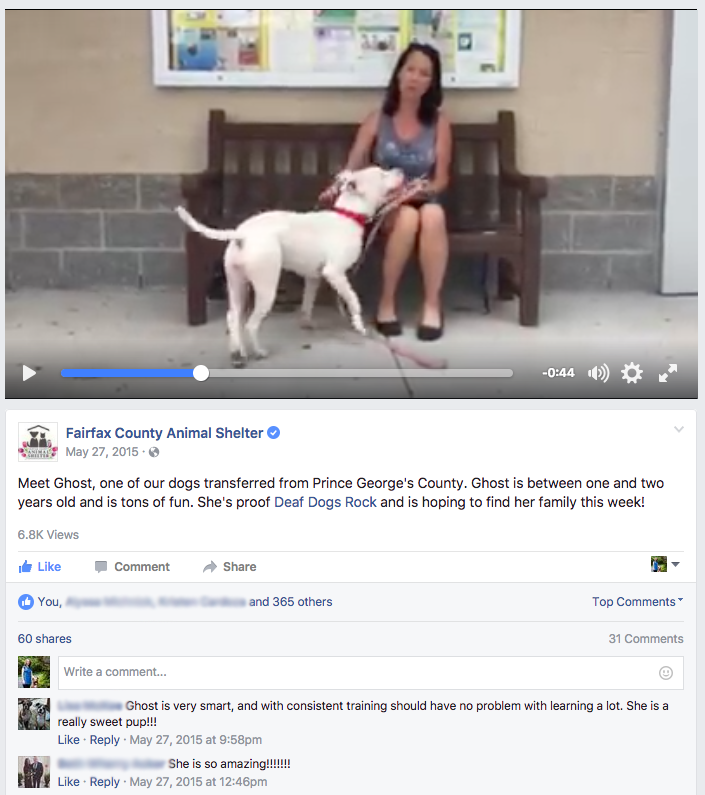 -0:44
Fairfax County Animal Shelter
May 27, 2015 ·
Meet Ghost, one of our dogs transferred from Prince George's County. Ghost is between one and two
years old and is tons of fun. She's proof Deaf Dogs Rock and is hoping to find her family this week!
6.8K Views
Like Comment Share
You, and 365 others Top Comments
60 shares 31 Comments
Write a comment...
Ghost is very smart, and with consistent training should have no problem with learning a lot. She is a
really sweet pup!!!
Like · Reply · May 27, 2015 at 9:58pm
She is so amazing!!!!!!!
Like · Reply · May 27, 2015 at 12:46pm